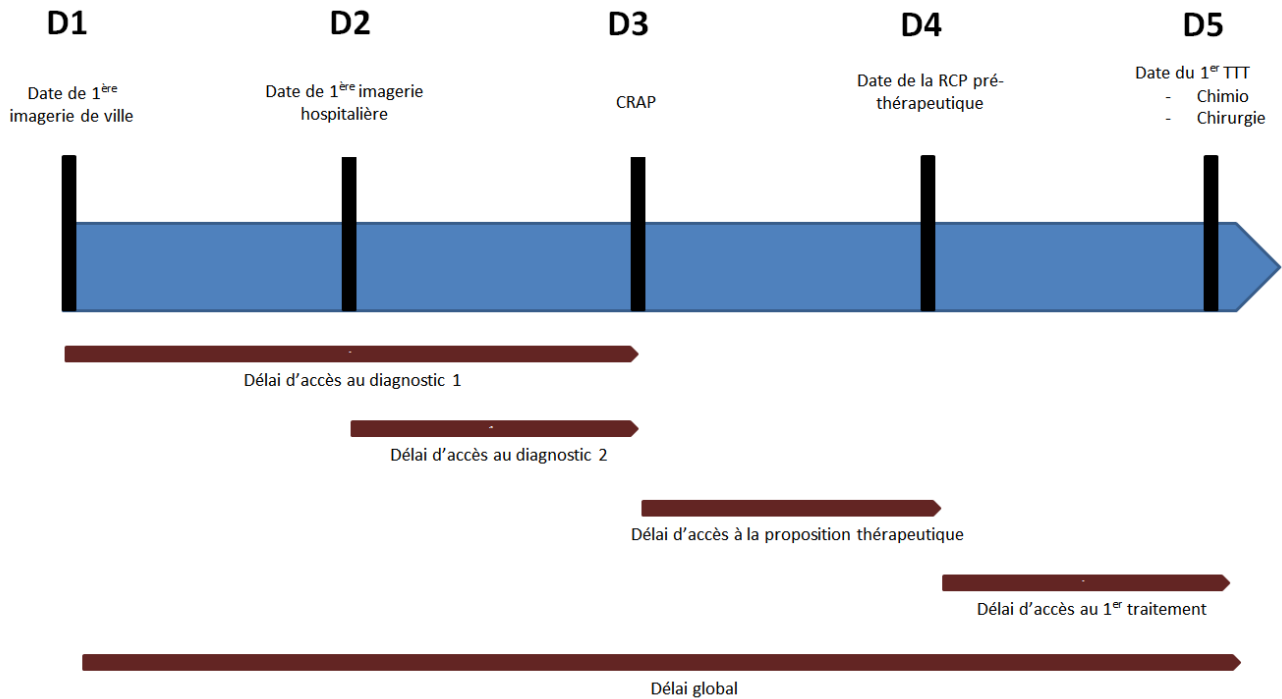 D1
D2
D3
D4
D5
Date de 1ère
imagerie de ville
Date de 1ère imagerie
hospitalière
CRAP
Date de la RCP pré-
thérapeutique
Date du 1er TTT
- Chimio
- Chirurgie
Délai d’accès au diagnostic 1
Délai d’accès au diagnostic 2
Délai d’accès à la proposition thérapeutique
Délai d’accès au 1er traitement
Délai global